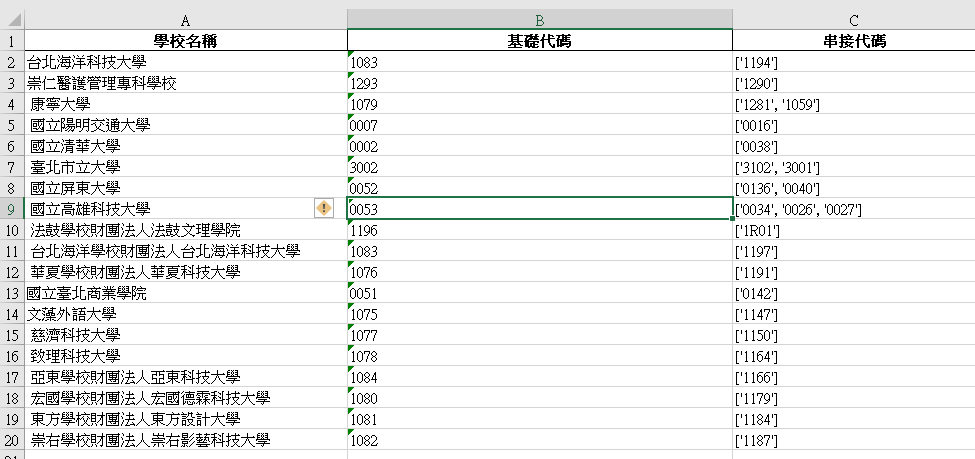 A B C
1 學校名稱 基礎代碼 串接代碼
2 台北海洋科技大學 1083 ['1194']
3 崇仁醫護管理專科學校 1293 ['1290']
4 康寧大學 1079 ['1281', '1059']
5 國立陽明交通大學 0007 ['0016']
6 國立清華大學 0002 ['0038']
7 臺北市立大學 3002 ['3102', '3001']
8 國立屏東大學 0052 ['0136', '0040']
9 國立高雄科技大學 0053 ['0034', '0026', '0027']
10 法鼓學校財團法人法鼓文理學院 1196 ['1R01']
11 台北海洋學校財團法人台北海洋科技大學 1083 ['1197']
12 華夏學校財團法人華夏科技大學 1076 ['1191']
13 國立臺北商業學院 0051 ['0142']
14 文藻外語大學 1075 ['1147']
15 慈濟科技大學 1077 ['1150']
16 致理科技大學 1078 ['1164']
17 亞東學校財團法人亞東科技大學 1084 ['1166']
18 宏國學校財團法人宏國德霖科技大學 1080 ['1179']
19 東方學校財團法人東方設計大學 1081 ['1184']
20 崇右學校財團法人崇右影藝科技大學 1082 ['1187']